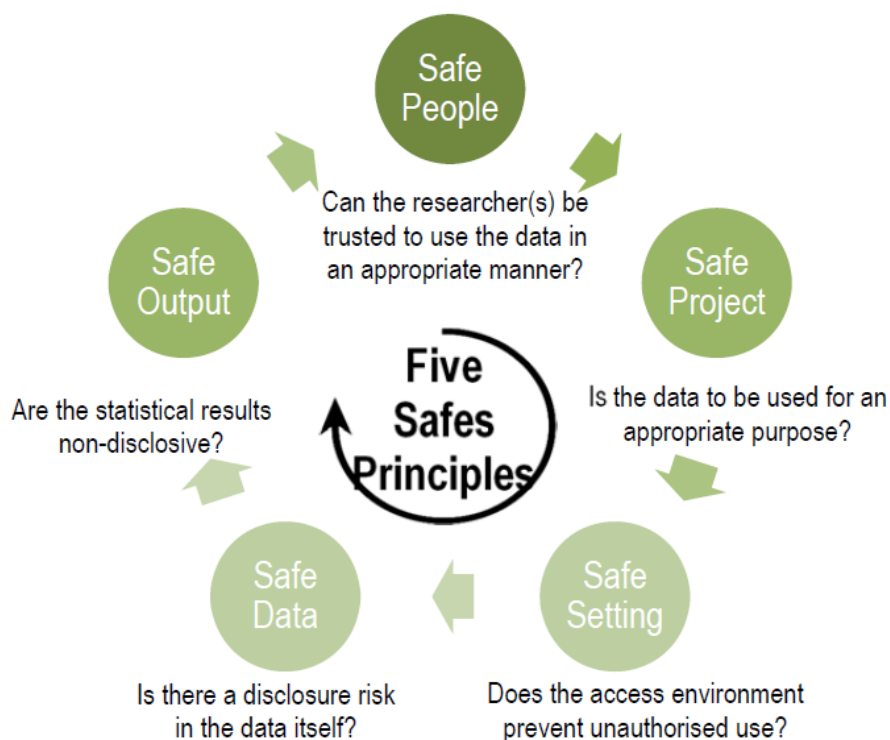 Safe
People
Can the researcher(s) be
trusted to use the data in
an appropriate manner?
Safe
Project
Is the data to be used for an
appropriate purpose?
Safe
Setting
Does the access environment
prevent unauthorised use?
Safe
Data
Is there a disclosure risk
in the data itself?
Safe
Output
Are the statistical results
non-disclosive?
Five
Safes
Principles